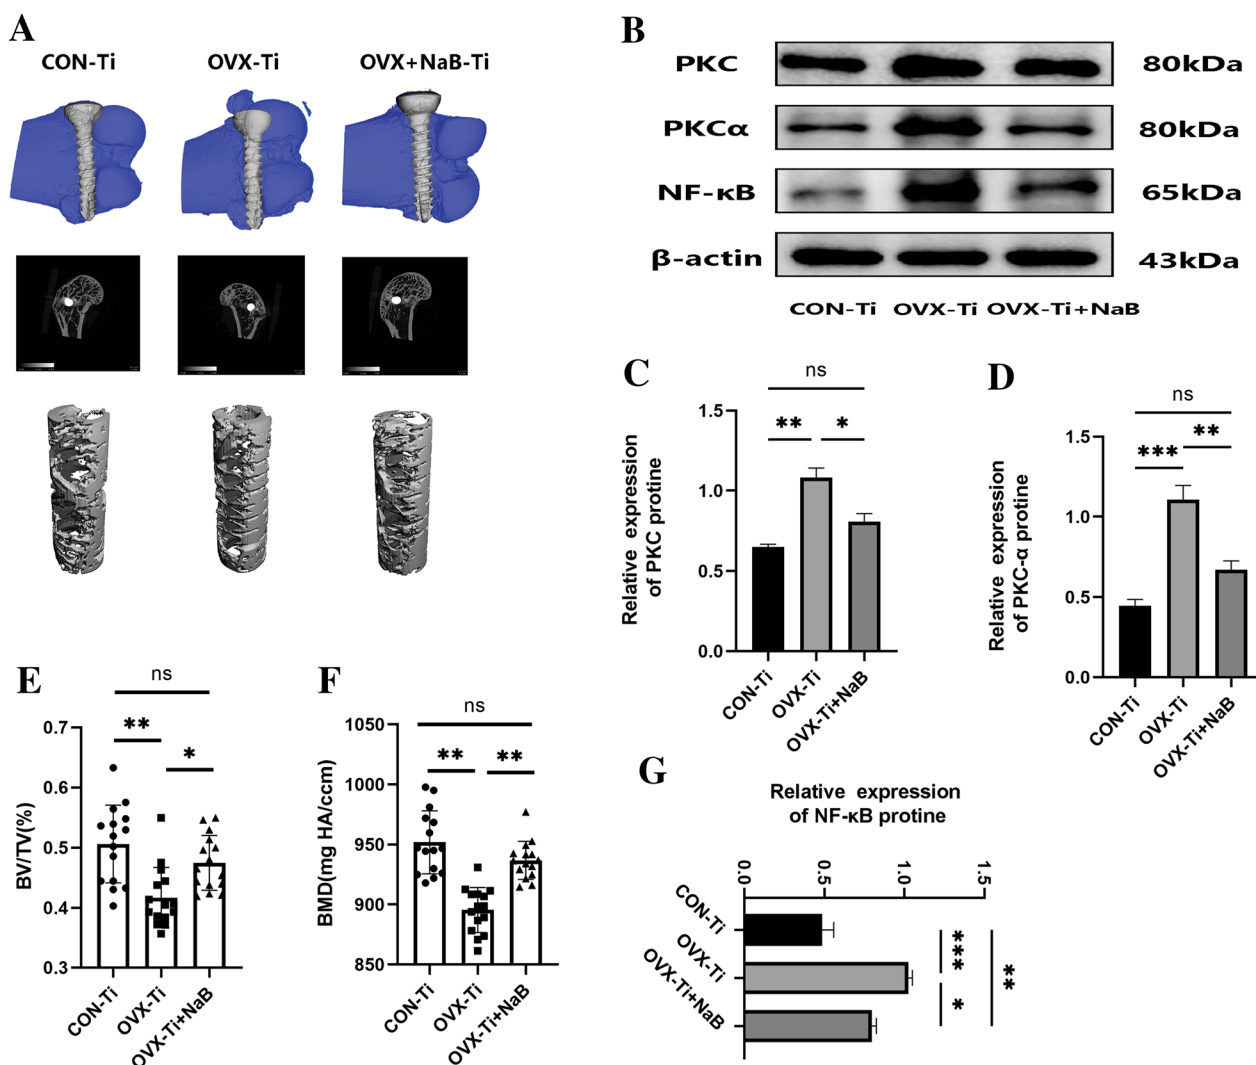 A
CON-Ti
OVX-Ti
OVX+NaB-Ti
B
PKC
80kDa
PKCα
80kDa
NF-κB
65kDa
β-actin
43kDa
CON-Ti
OVX-Ti
OVX-Ti+NaB
C
ns
**
*
1.5
1.0
0.5
0.0
Relative expression
of PKC protine
CON-Ti
OVX-Ti
OVX-Ti+NaB
D
ns
***
**
1.5
1.0
0.5
0.0
Relative expression
of PKC-α protine
CON-Ti
OVX-Ti
OVX-Ti+NaB
E
ns
**
*
0.7
0.6
0.5
0.4
0.3
BV/TV(%)
CON-Ti
OVX-Ti
OVX-Ti+NaB
F
ns
**
**
1050
1000
950
900
850
BMD(mg HA/ccm)
CON-Ti
OVX-Ti
OVX-Ti+NaB
G
Relative expression
of NF-κB protine
0.0
0.5
1.0
1.5
CON-Ti
OVX-Ti
OVX-Ti+NaB
***
*
**